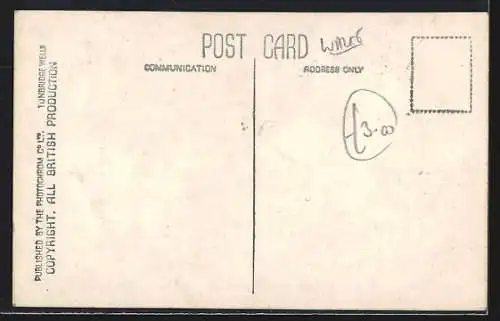 POST CARD WALES
COMMUNICATION
ADDRESS ONLY
£3-00
PUBLISHED BY THE PHOTOCHROM Co LTD. TUNBRIDGE WELLS
COPYRIGHT. ALL BRITISH PRODUCTION